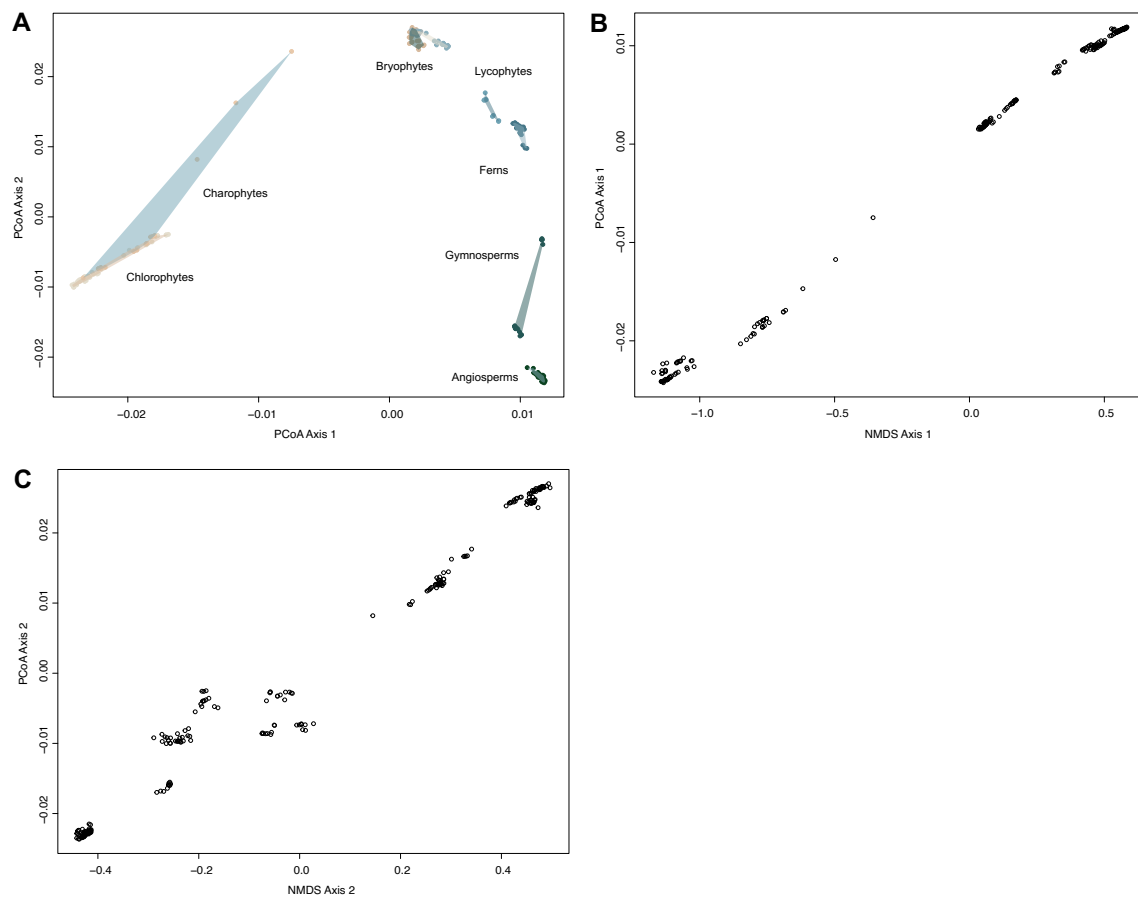 A
Bryophytes
Lycophytes
Ferns
Charophytes
Gymnosperms
Chlorophytes
Angiosperms
0.02
0.01
0.00
−0.01
−0.02
PCoA Axis 2
−0.02
−0.01
0.00
0.01
PCoA Axis 1
B
0.01
0.00
−0.01
−0.02
PCoA Axis 1
−1.0
−0.5
0.0
0.5
NMDS Axis 1
C
0.02
0.01
0.00
−0.01
−0.02
PCoA Axis 2
−0.4
−0.2
0.0
0.2
0.4
NMDS Axis 2